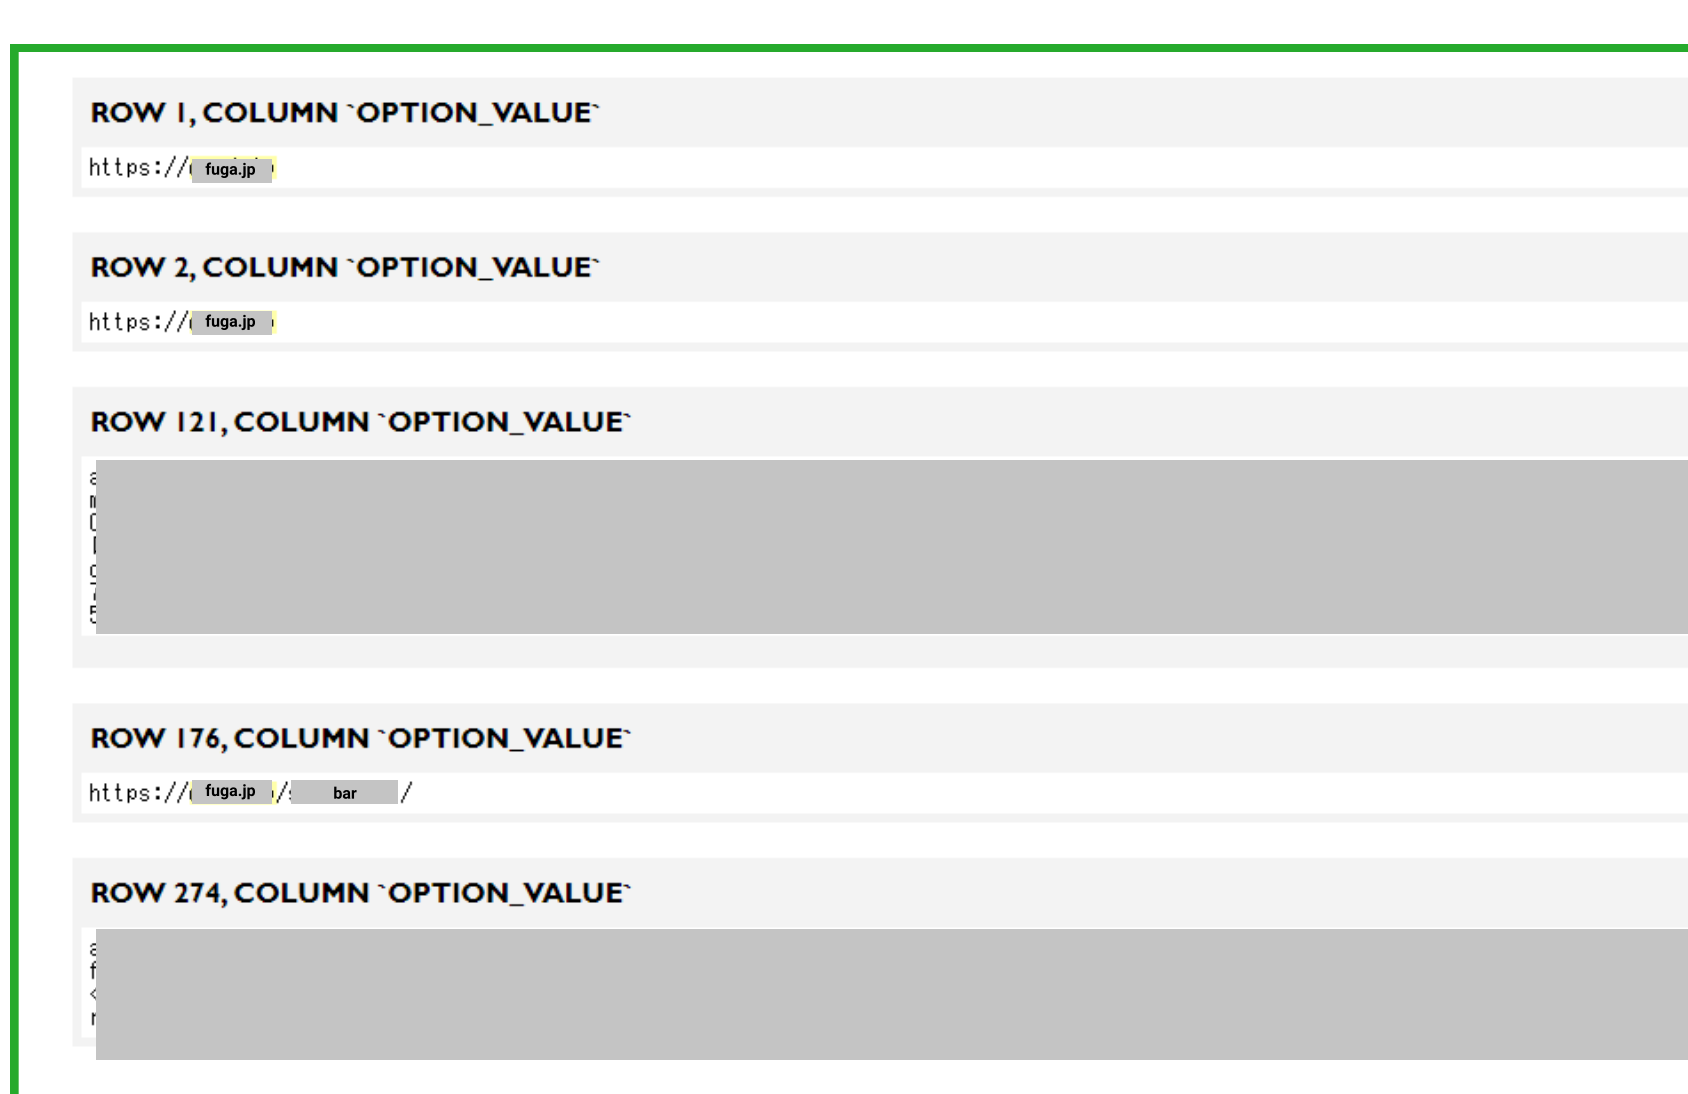 ROW 1, COLUMN `OPTION_VALUE`
https:// fuga.jp
ROW 2, COLUMN `OPTION_VALUE`
https:// fuga.jp
ROW 121, COLUMN `OPTION_VALUE`
ROW 176, COLUMN `OPTION_VALUE`
https:// fuga.jp / bar /
ROW 274, COLUMN `OPTION_VALUE`